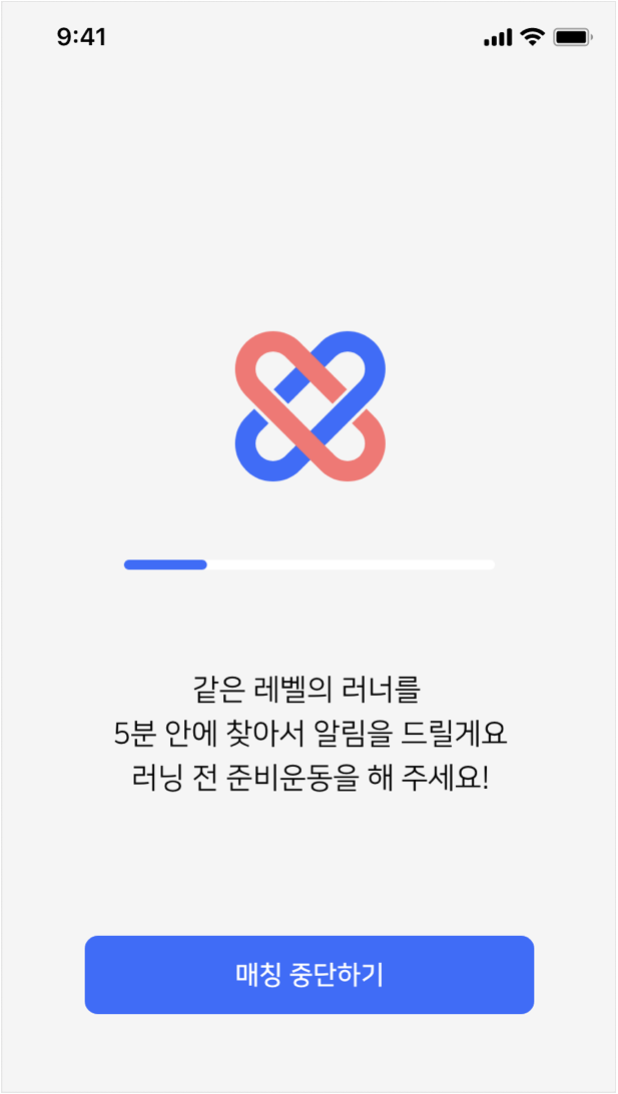 9:41
같은 레벨의 러너를
5분 안에 찾아서 알림을 드릴게요
러닝 전 준비운동을 해 주세요!
매칭 중단하기